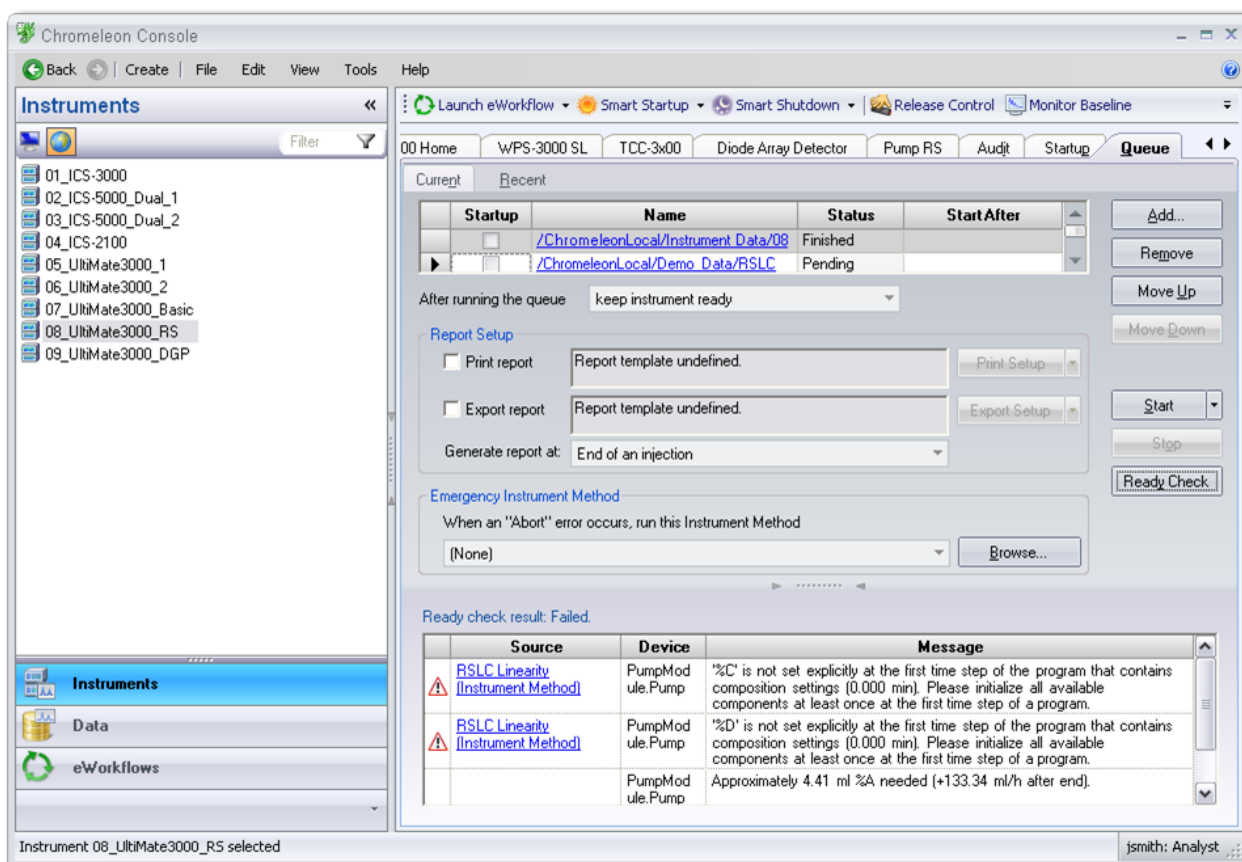 Chromeleon Console
Back Create File Edit View Tools Help
Instruments «
Launch eWorkflow Smart Startup Smart Shutdown Release Control Monitor Baseline
Filter
00 Home WPS-3000 SL TCC-3x00 Diode Array Detector Pump RS Audit Startup Queue
Current Recent
01_ICS-3000
02_ICS-5000_Dual_1
03_ICS-5000_Dual_2
04_ICS-2100
05_UltiMate3000_1
06_UltiMate3000_2
07_UltiMate3000_Basic
08_UltiMate3000_RS
09_UltiMate3000_DGP
Startup Name Status Start After
/ChromeleonLocal/Instrument Data/08 Finished
/ChromeleonLocal/Demo_Data/RSLC Pending
Add...
Remove
Move Up
Move Down
After running the queue keep instrument ready
Report Setup
Print report Report template undefined. Print Setup
Export report Report template undefined. Export Setup
Generate report at: End of an injection
Start
Stop
Ready Check
Emergency Instrument Method
When an "Abort" error occurs, run this Instrument Method
(None) Browse...
Ready check result: Failed.
Source Device Message
RSLC Linearity
(Instrument Method)
PumpMod
ule.Pump
'%C' is not set explicitly at the first time step of the program that contains
composition settings (0.000 min). Please initialize all available
components at least once at the first time step of a program.
RSLC Linearity
(Instrument Method)
PumpMod
ule.Pump
'%D' is not set explicitly at the first time step of the program that contains
composition settings (0.000 min). Please initialize all available
components at least once at the first time step of a program.
PumpMod
ule.Pump
Approximately 4.41 ml %A needed (+133.34 ml/h after end).
Instruments
Data
eWorkflows
Instrument 08_UltiMate3000_RS selected
jsmith: Analyst